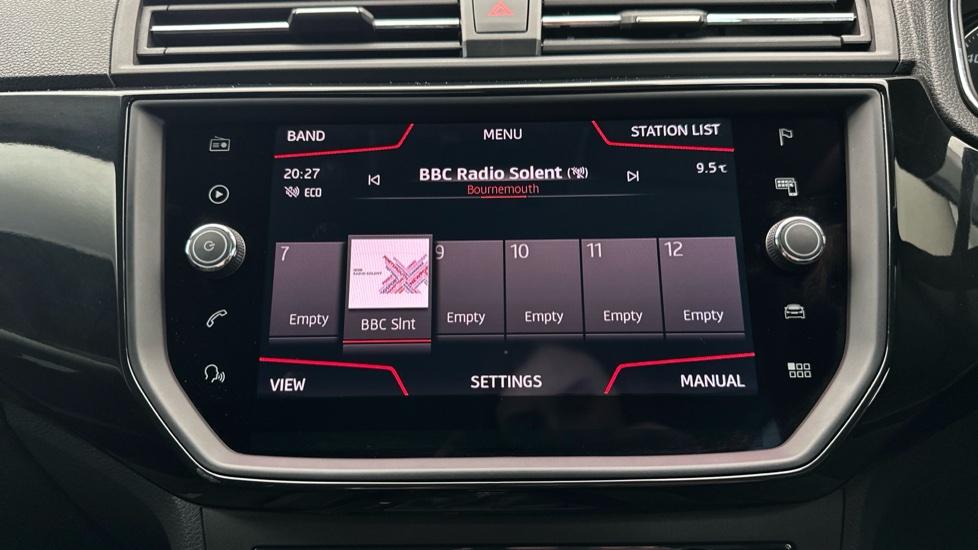 BAND MENU STATION LIST
20:27 BBC Radio Solent 9.5℃
ECO Bournemouth
7 9 10 11 12
Empty BBC Slnt Empty Empty Empty Empty
VIEW SETTINGS MANUAL